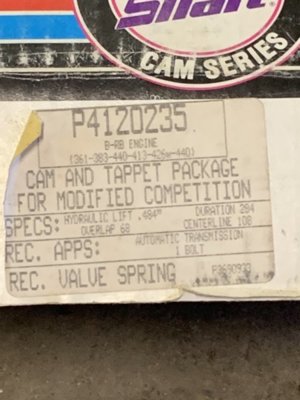 Shaft
CAM SERIES
P4120235
B-RB ENGINE
(361-383-440-413-426w-440)
CAM AND TAPPET PACKAGE
FOR MODIFIED COMPETITION
SPECS: HYDRAULIC LIFT .484" DURATION 284
OVERLAP 68 CENTERLINE 108
REC. APPS: AUTOMATIC TRANSMISSION
1 BOLT
REC. VALVE SPRING